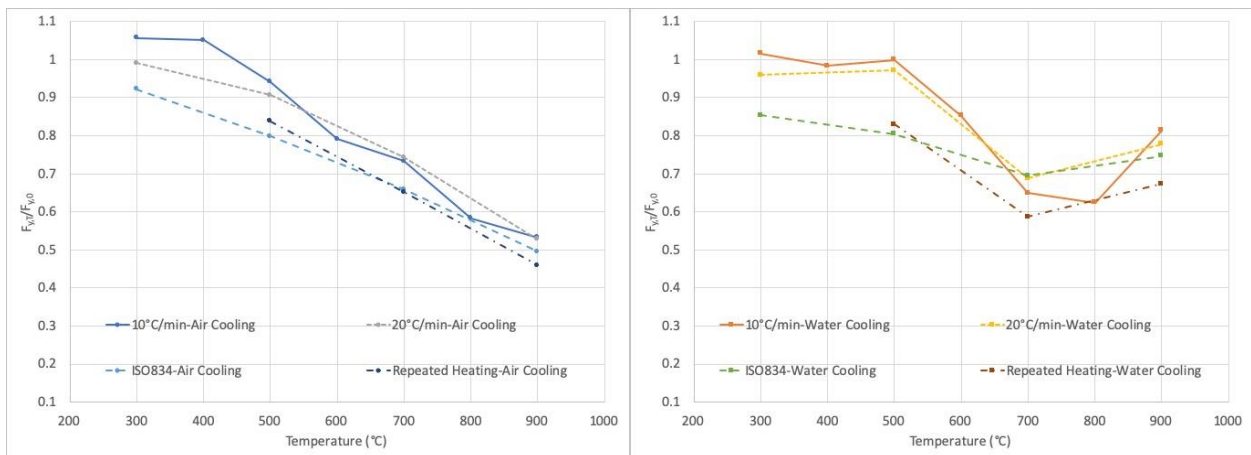 1.1
1
0.9
0.8
0.7
0.6
0.5
0.4
0.3
0.2
0.1
F_{y,T}/F_{y,0}
10°C/min-Air Cooling
20°C/min-Air Cooling
ISO834-Air Cooling
Repeated Heating-Air Cooling
200 300 400 500 600 700 800 900 1000
Temperature (℃)
1.1
1
0.9
0.8
0.7
0.6
0.5
0.4
0.3
0.2
0.1
F_{y,T}/F_{y,0}
10°C/min-Water Cooling
20°C/min-Water Cooling
ISO834-Water Cooling
Repeated Heating-Water Cooling
200 300 400 500 600 700 800 900 1000
Temperature (℃)